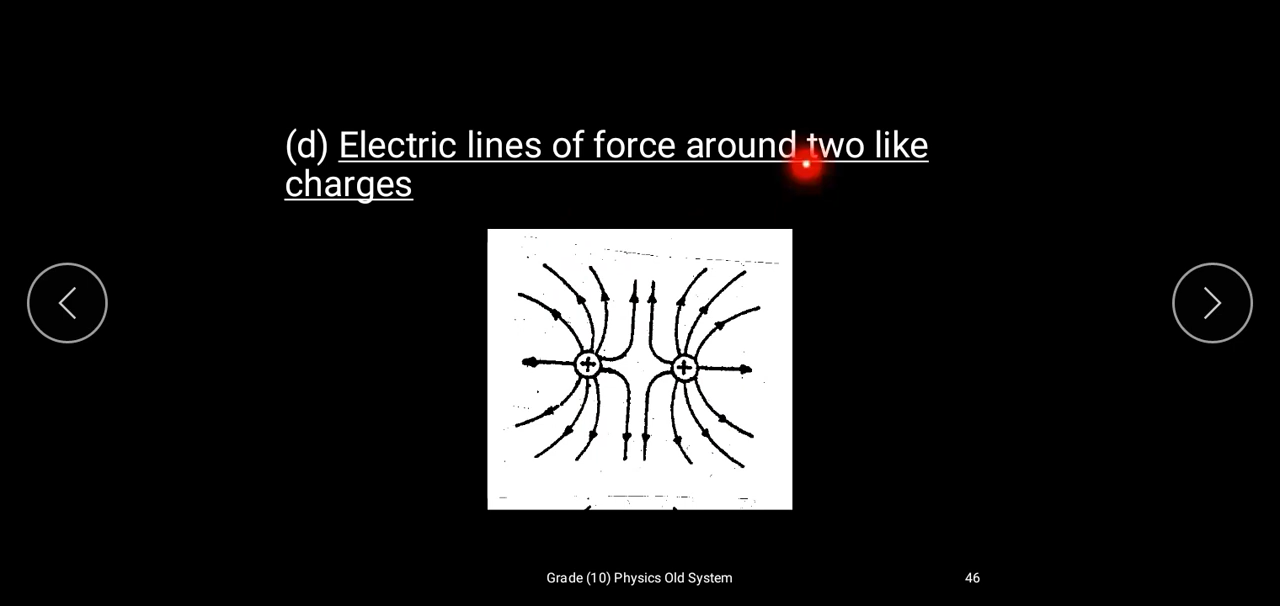 (d) Electric lines of force around two like
charges
+ +
Grade (10) Physics Old System 46